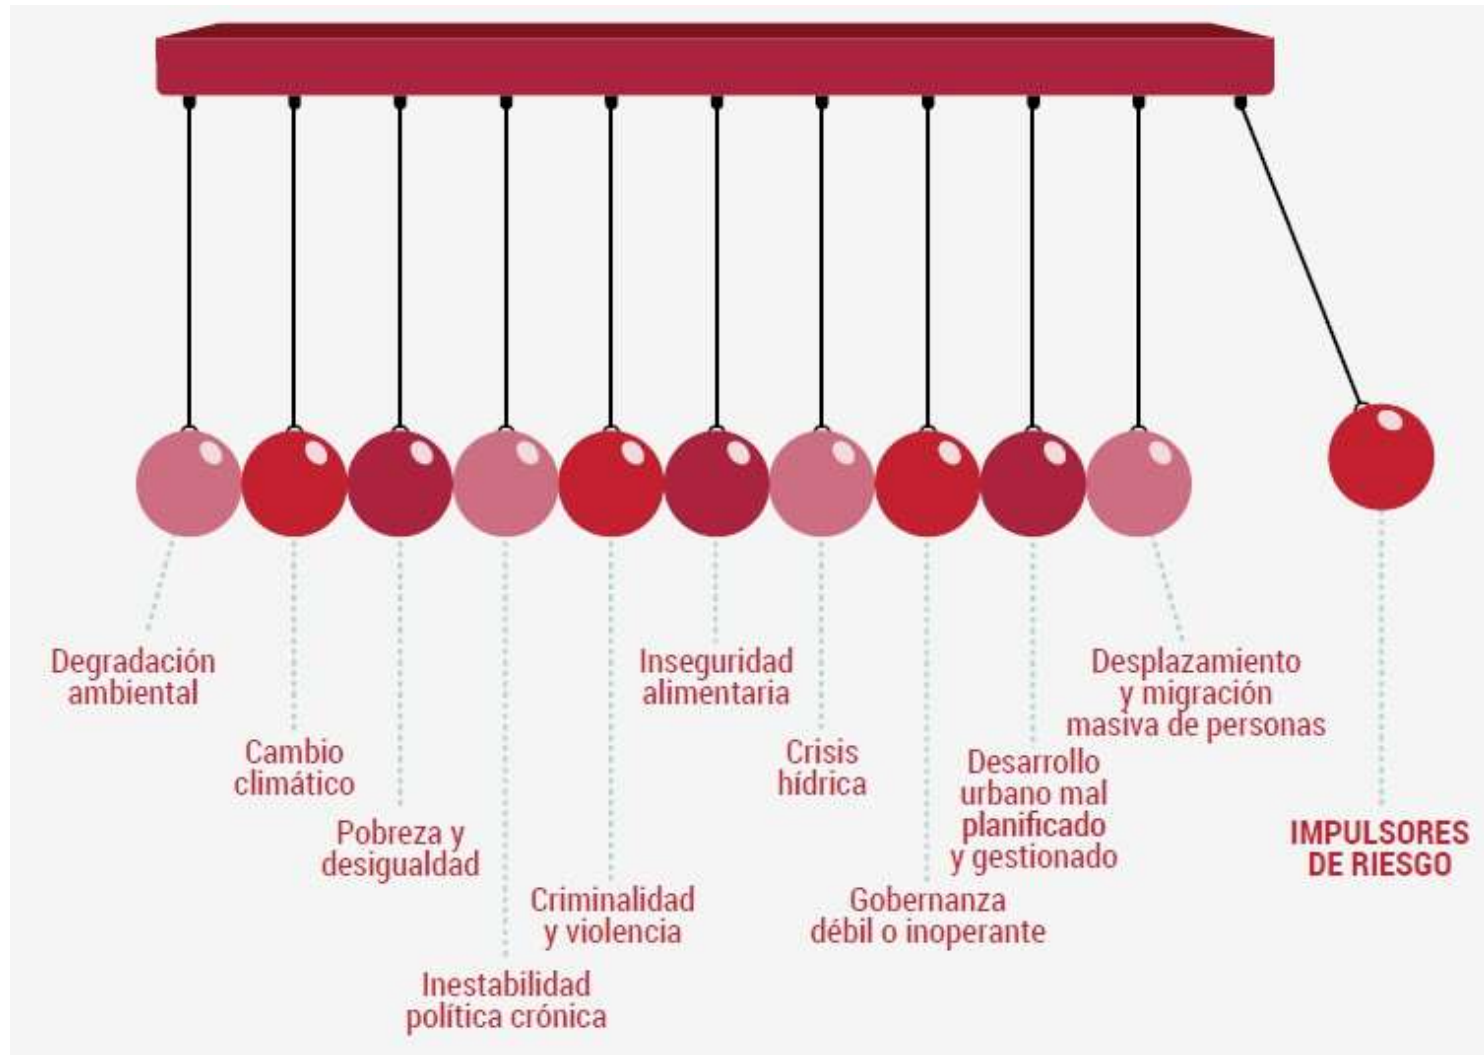 Degradación
ambiental
Cambio
climático
Pobreza y
desigualdad
Inestabilidad
política crónica
Criminalidad
y violencia
Inseguridad
alimentaria
Crisis
hídrica
Gobernanza
débil o inoperante
Desarrollo
urbano mal
planificado
y gestionado
Desplazamiento
y migración
masiva de personas
IMPULSORES
DE RIESGO